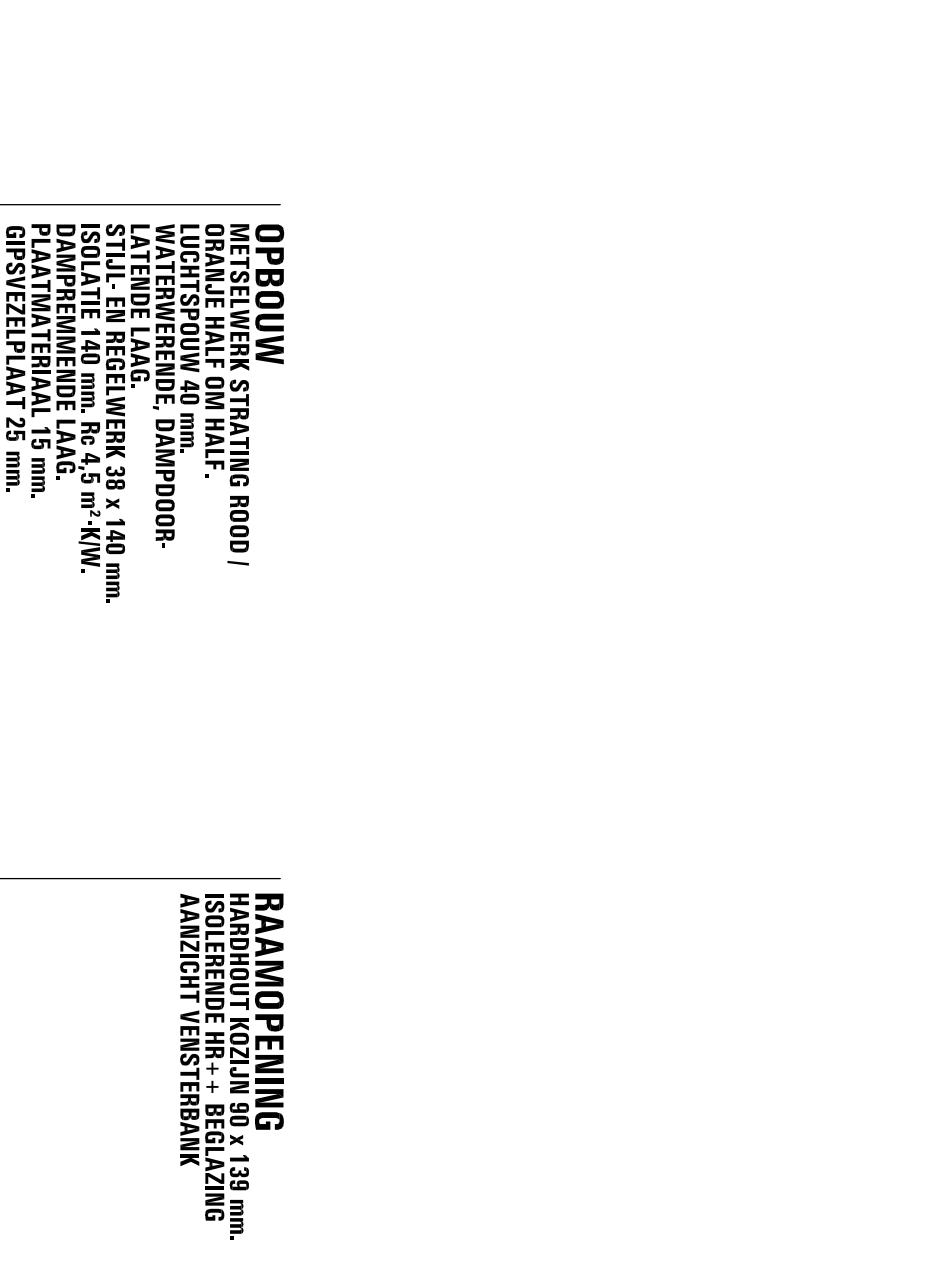 OPBOUW
METSELWERK STRATING ROOD /
ORANJE HALF OM HALF.
LUCHTSPOUW 40 mm.
WATERWERENDE, DAMPDOOR-
LATENDE LAAG.
STIJL- EN REGELWERK 38 x 140 mm.
ISOLATIE 140 mm. Rc 4,5 m²·K/W.
DAMPREMMENDE LAAG.
PLAATMATERIAAL 15 mm.
GIPSVEZELPLAAT 25 mm.
RAAMOPENING
HARDHOUT KOZIJN 90 x 139 mm.
ISOLERENDE HR++ BEGLAZING
AANZICHT VENSTERBANK